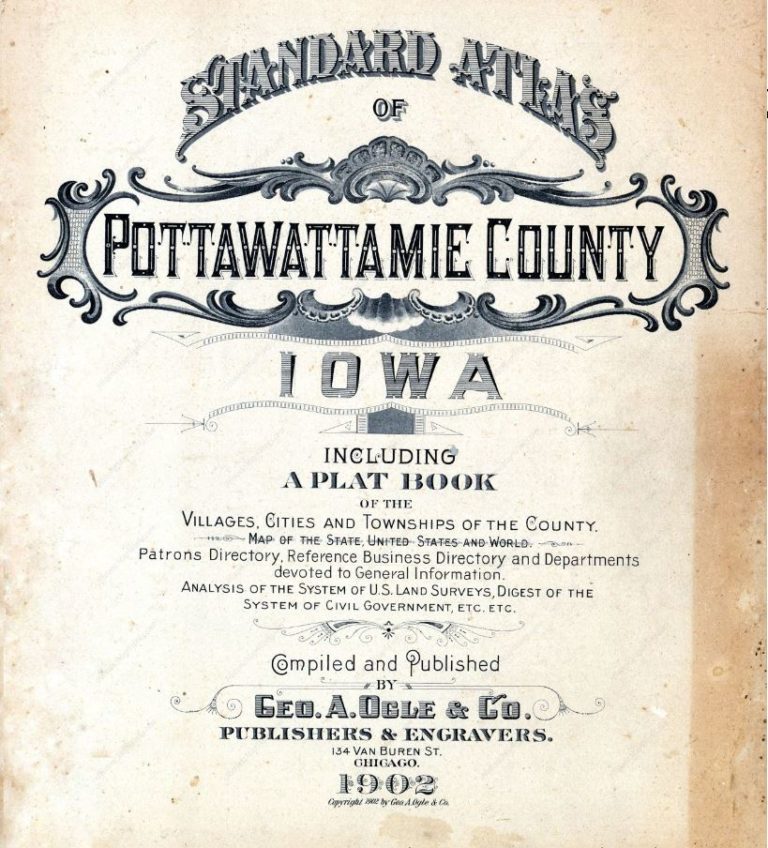 STANDARD ATLAS
OF
POTTAWATTAMIE COUNTY
IOWA
INCLUDING
A PLAT BOOK
OF THE
VILLAGES, CITIES AND TOWNSHIPS OF THE COUNTY.
MAP OF THE STATE, UNITED STATES AND WORLD.
Patrons Directory, Reference Business Directory and Departments
devoted to General Information.
ANALYSIS OF THE SYSTEM OF U.S. LAND SURVEYS, DIGEST OF THE
SYSTEM OF CIVIL GOVERNMENT, ETC. ETC.
Compiled and Published
BY
GEO. A. OGLE & CO.
PUBLISHERS & ENGRAVERS.
134 VAN BUREN ST.
CHICAGO.
1902
Copyright 1902 by Geo. A. Ogle & Co.